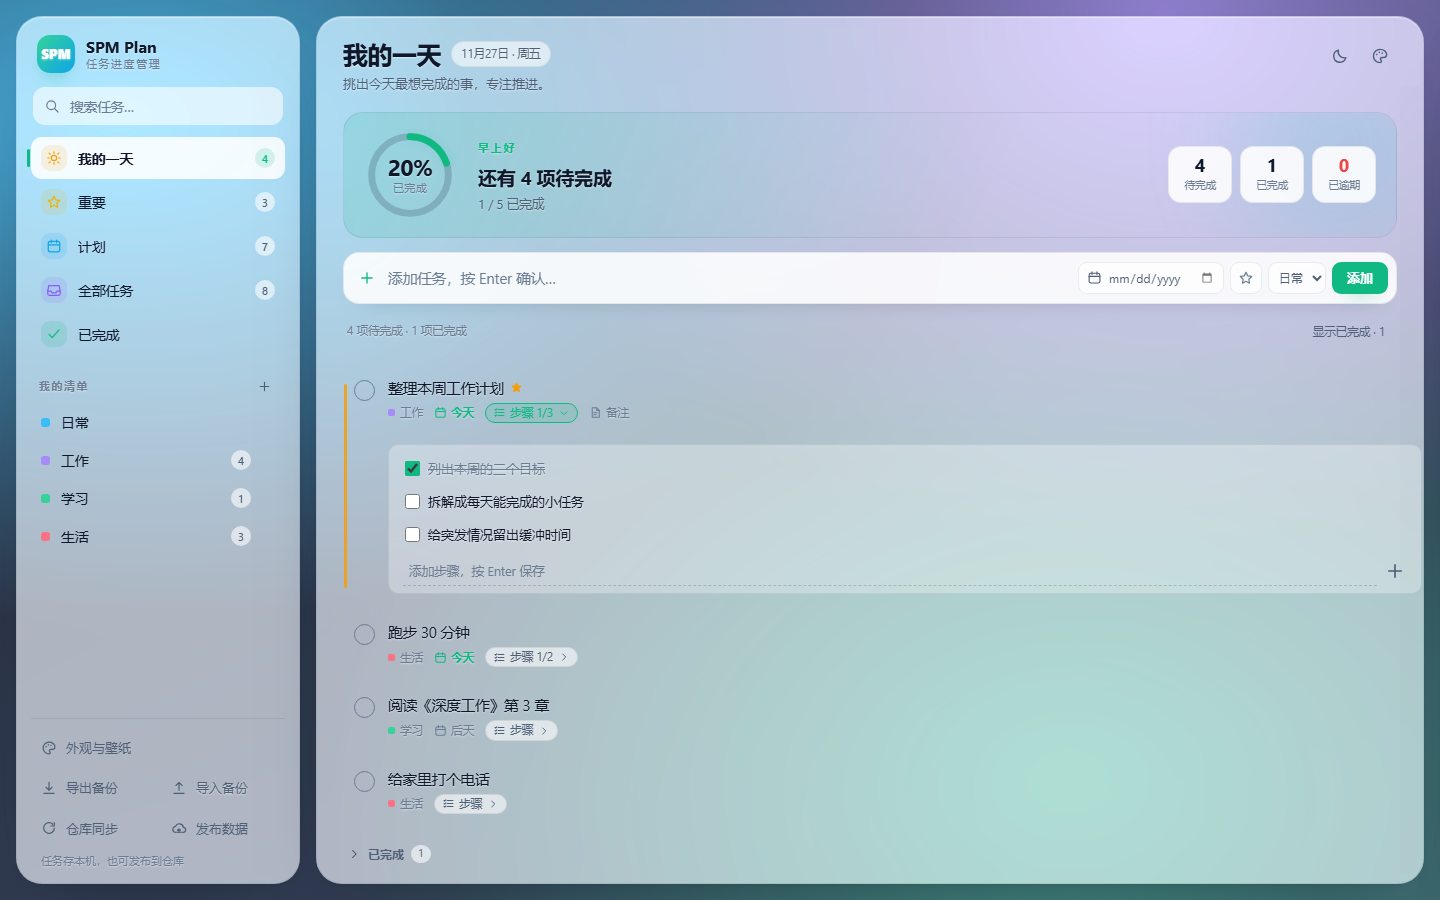 SPM
SPM Plan
任务进度管理
搜索任务...
我的一天
4
重要
3
计划
7
全部任务
8
已完成
我的清单
日常
工作
4
学习
1
生活
3
外观与壁纸
导出备份
导入备份
仓库同步
发布数据
任务存本机，也可发布到仓库
我的一天
11月27日 · 周五
挑出今天最想完成的事，专注推进。
20%
已完成
早上好
还有 4 项待完成
1 / 5 已完成
4
待完成
1
已完成
0
已逾期
添加任务，按 Enter 确认...
mm/dd/yyyy
日常
添加
4 项待完成 · 1 项已完成
显示已完成 · 1
整理本周工作计划
工作 今天 步骤 1/3 备注
列出本周的三个目标
拆解成每天能完成的小任务
给突发情况留出缓冲时间
添加步骤，按 Enter 保存
跑步 30 分钟
生活 今天 步骤 1/2
阅读《深度工作》第 3 章
学习 后天 步骤
给家里打个电话
生活 步骤
已完成 1